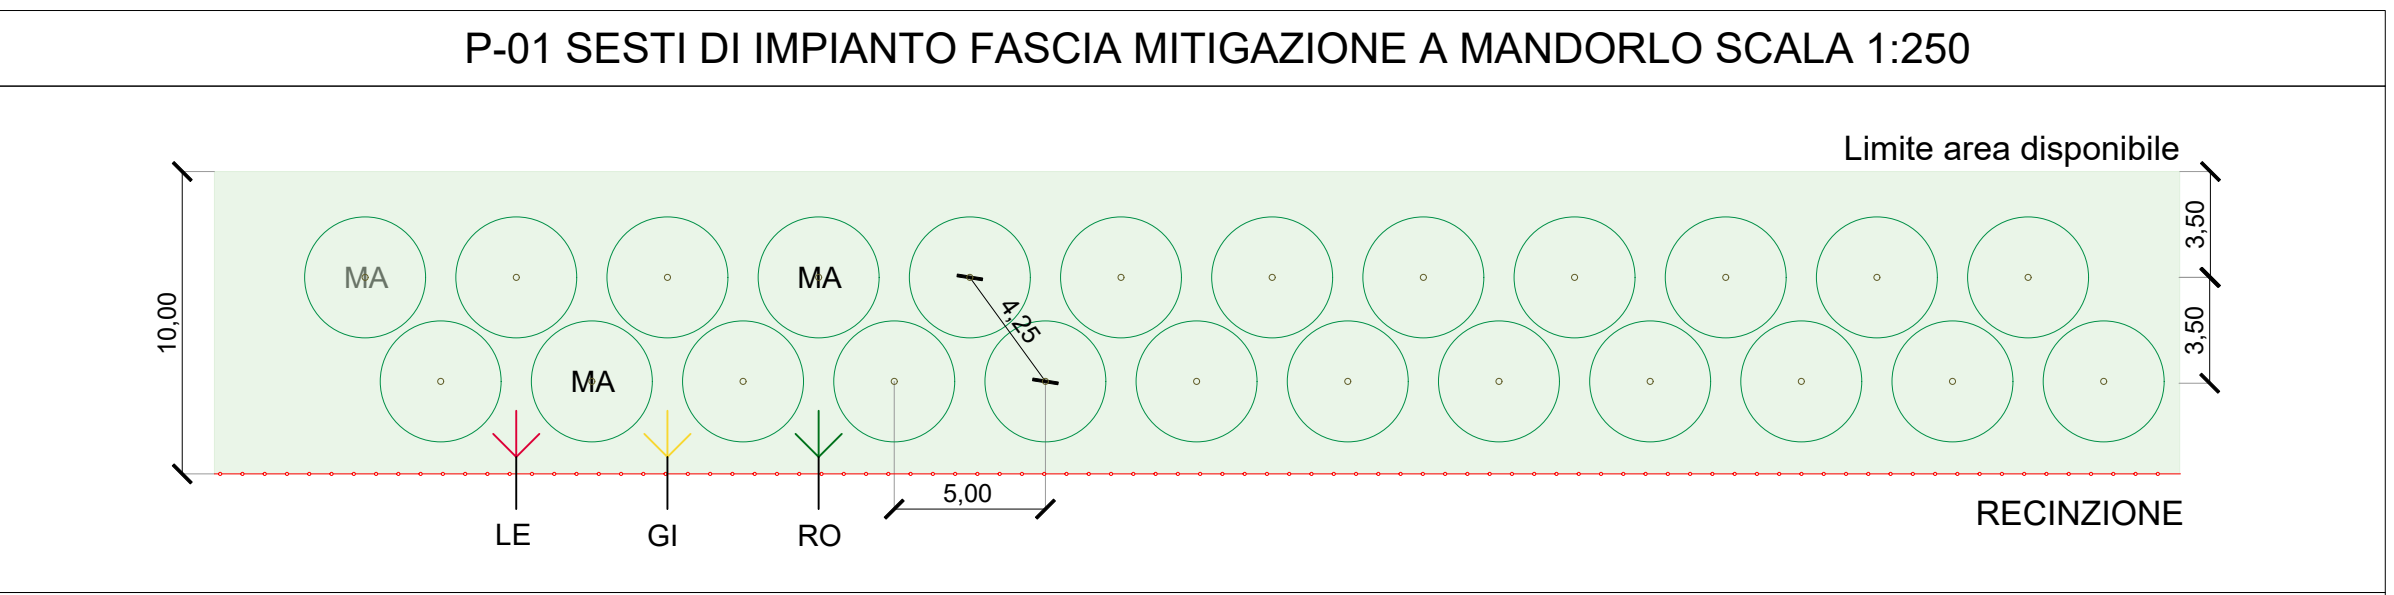 P-01 SESTI DI IMPIANTO FASCIA MITIGAZIONE A MANDORLO SCALA 1:250
Limite area disponibile
3,50
MA
MA
4,25
10,00
3,50
MA
5,00
RECINZIONE
LE
GI
RO